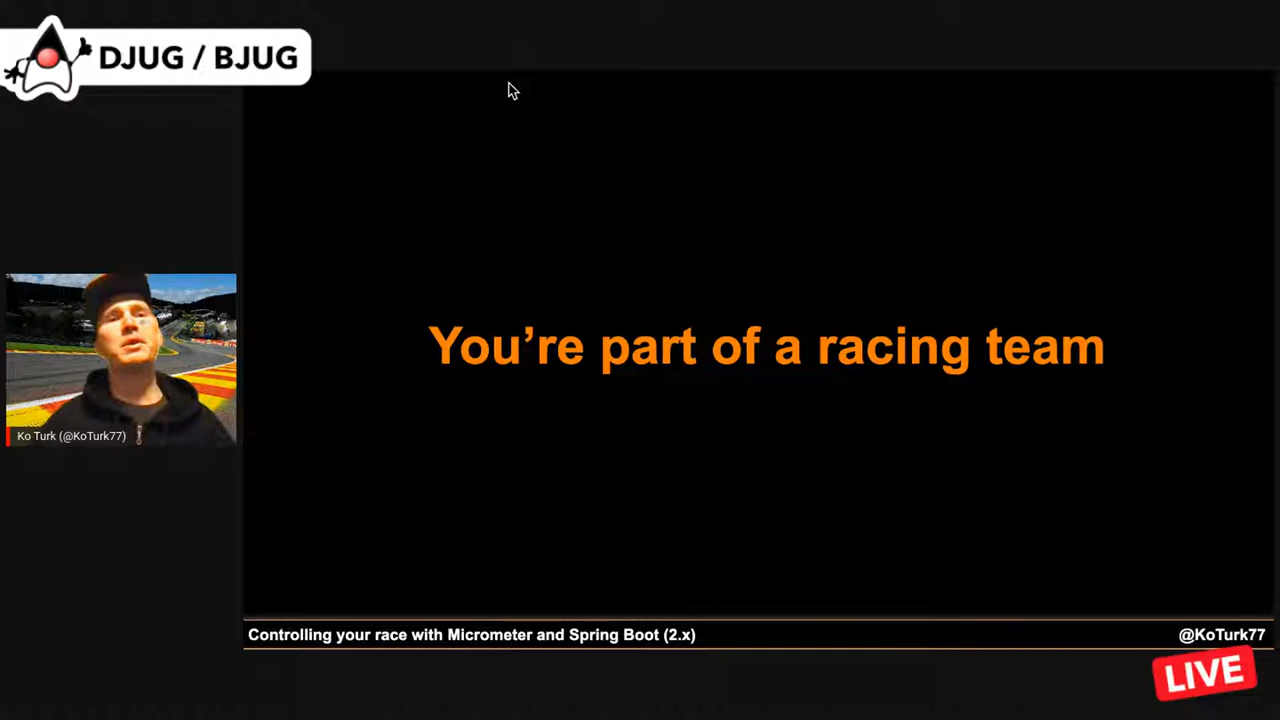 DJUG / BJUG
You’re part of a racing team
Ko Turk (@KoTurk77)
Controlling your race with Micrometer and Spring Boot (2.x)
@KoTurk77
LIVE